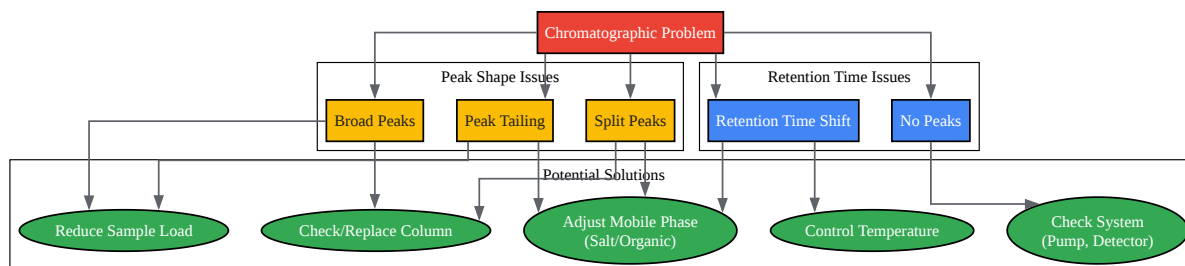 Chromatographic Problem
Peak Shape Issues
Retention Time Issues
Broad Peaks
Peak Tailing
Split Peaks
Retention Time Shift
No Peaks
Potential Solutions
Reduce Sample Load
Check/Replace Column
Adjust Mobile Phase
(Salt/Organic)
Control Temperature
Check System
(Pump, Detector)